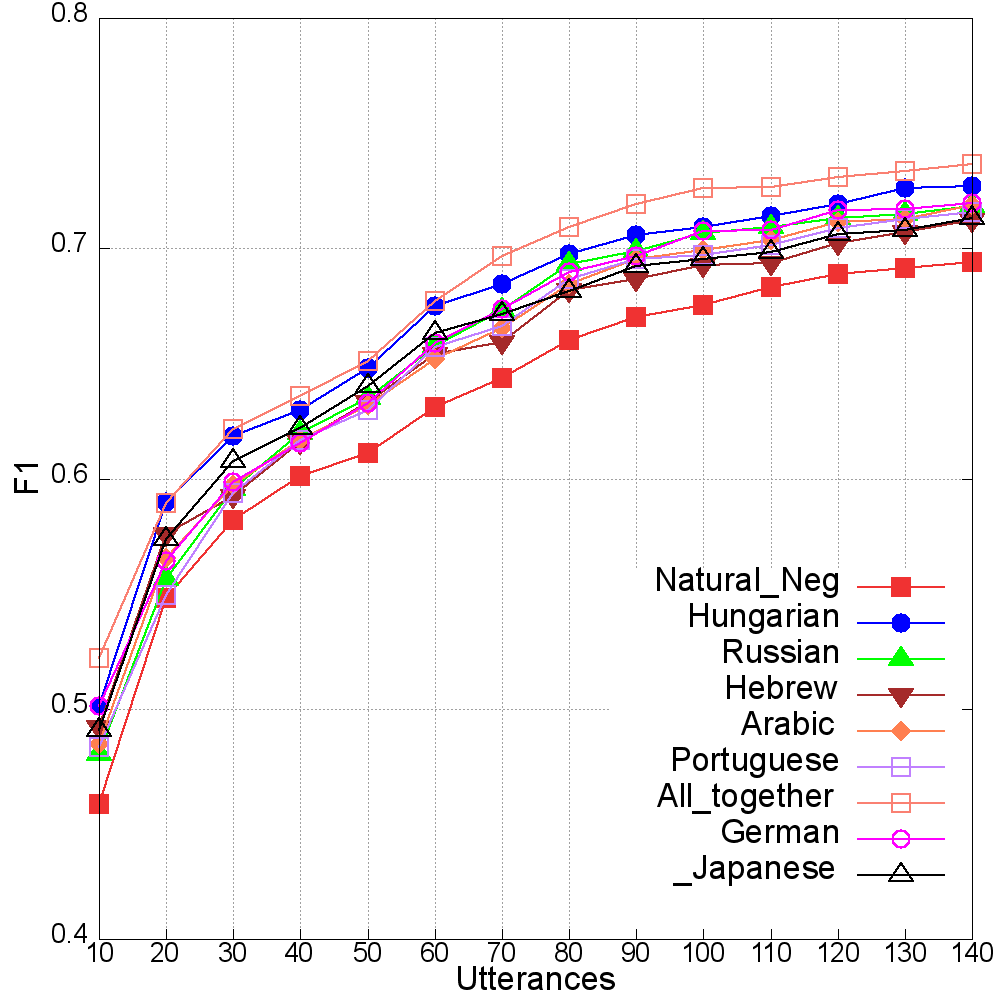 0.8
0.7
0.6
0.5
0.4
F1
Natural_Neg
Hungarian
Russian
Hebrew
Arabic
Portuguese
All_together
German
_Japanese
10 20 30 40 50 60 70 80 90 100 110 120 130 140
Utterances